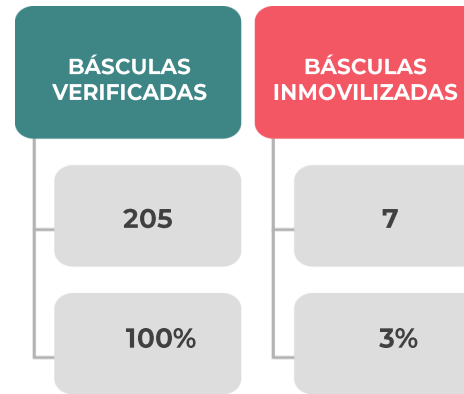 BÁSCULAS
VERIFICADAS
205
100%
BÁSCULAS
INMOVILIZADAS
7
3%